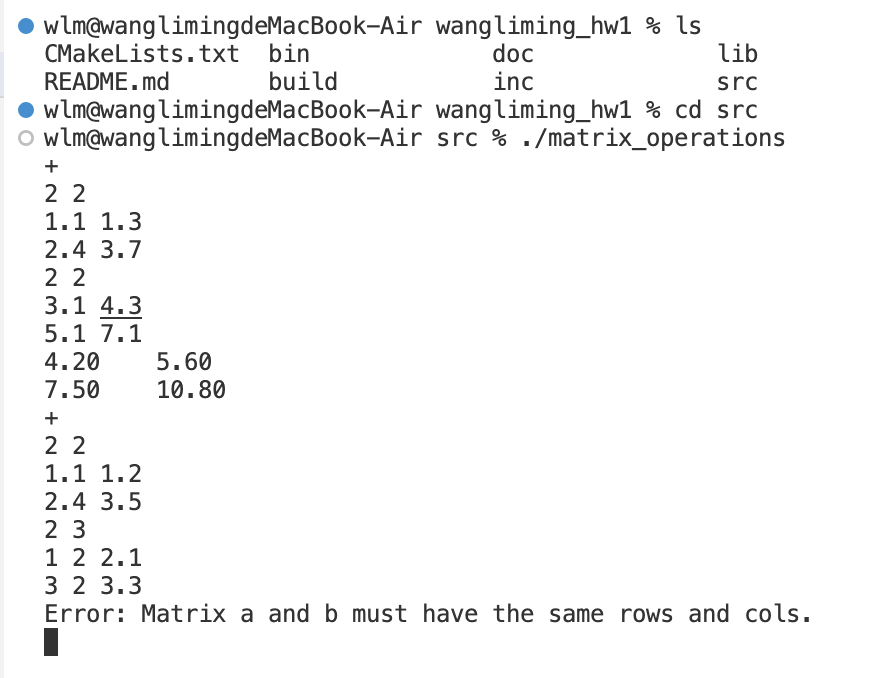 wlm@wanglimingdeMacBook-Air wangliming_hw1 % ls
CMakeLists.txt  bin             doc             lib
README.md       build           inc             src
wlm@wanglimingdeMacBook-Air wangliming_hw1 % cd src
wlm@wanglimingdeMacBook-Air src % ./matrix_operations
+
2 2
1.1 1.3
2.4 3.7
2 2
3.1 4.3
5.1 7.1
4.20    5.60
7.50    10.80
+
2 2
1.1 1.2
2.4 3.5
2 3
1 2 2.1
3 2 3.3
Error: Matrix a and b must have the same rows and cols.